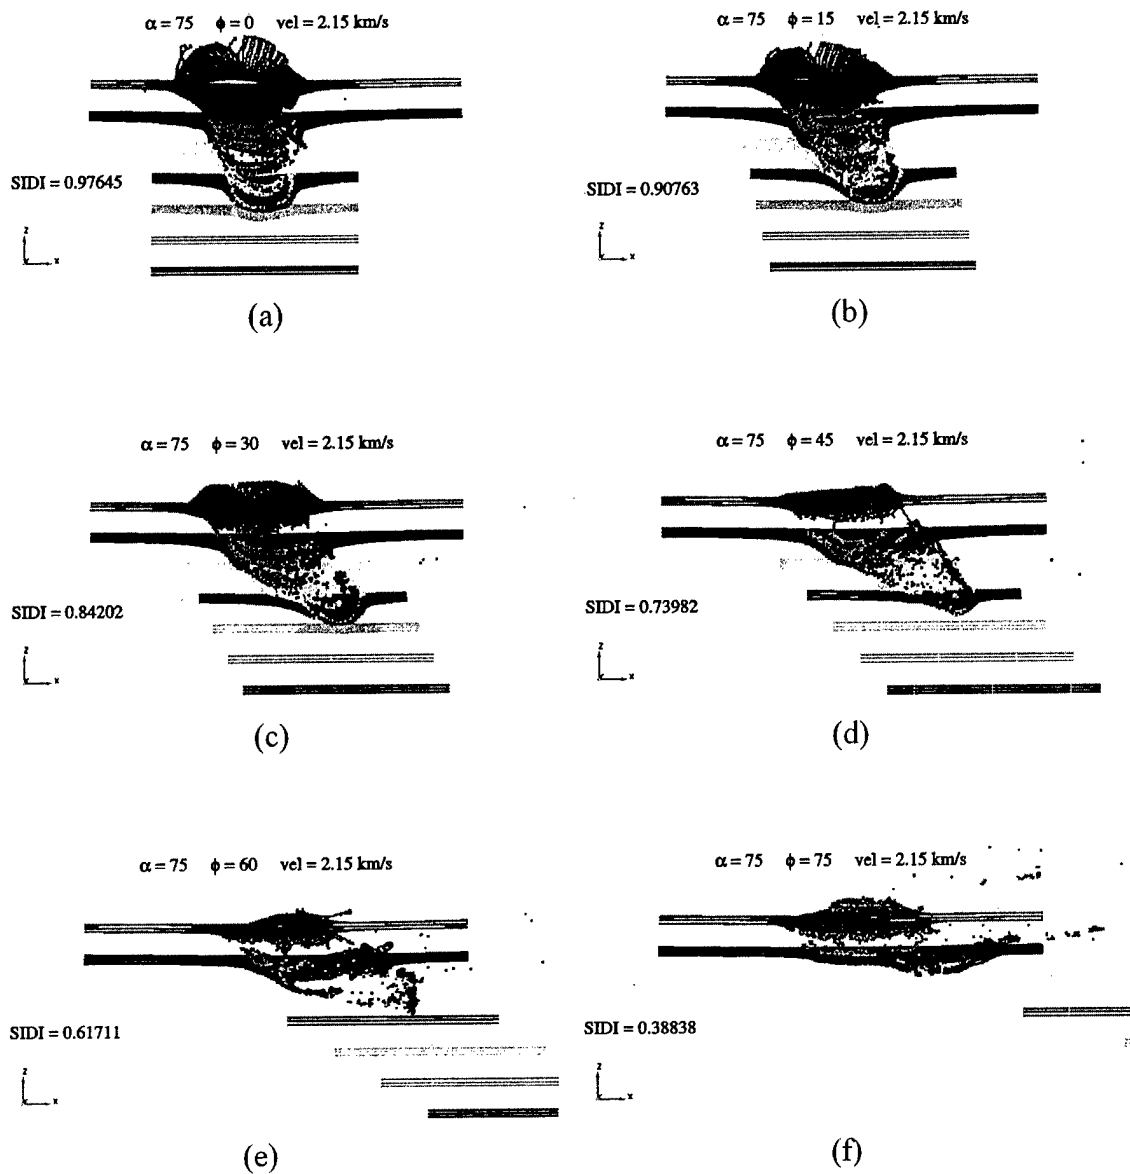 α = 75 ϕ = 0 vel = 2.15 km/s
SIDI = 0.97645
z
x
(a)
α = 75 ϕ = 15 vel = 2.15 km/s
SIDI = 0.90763
z
x
(b)
α = 75 ϕ = 30 vel = 2.15 km/s
SIDI = 0.84202
z
x
(c)
α = 75 ϕ = 45 vel = 2.15 km/s
SIDI = 0.73982
z
x
(d)
α = 75 ϕ = 60 vel = 2.15 km/s
SIDI = 0.61711
z
x
(e)
α = 75 ϕ = 75 vel = 2.15 km/s
SIDI = 0.38838
z
x
(f)